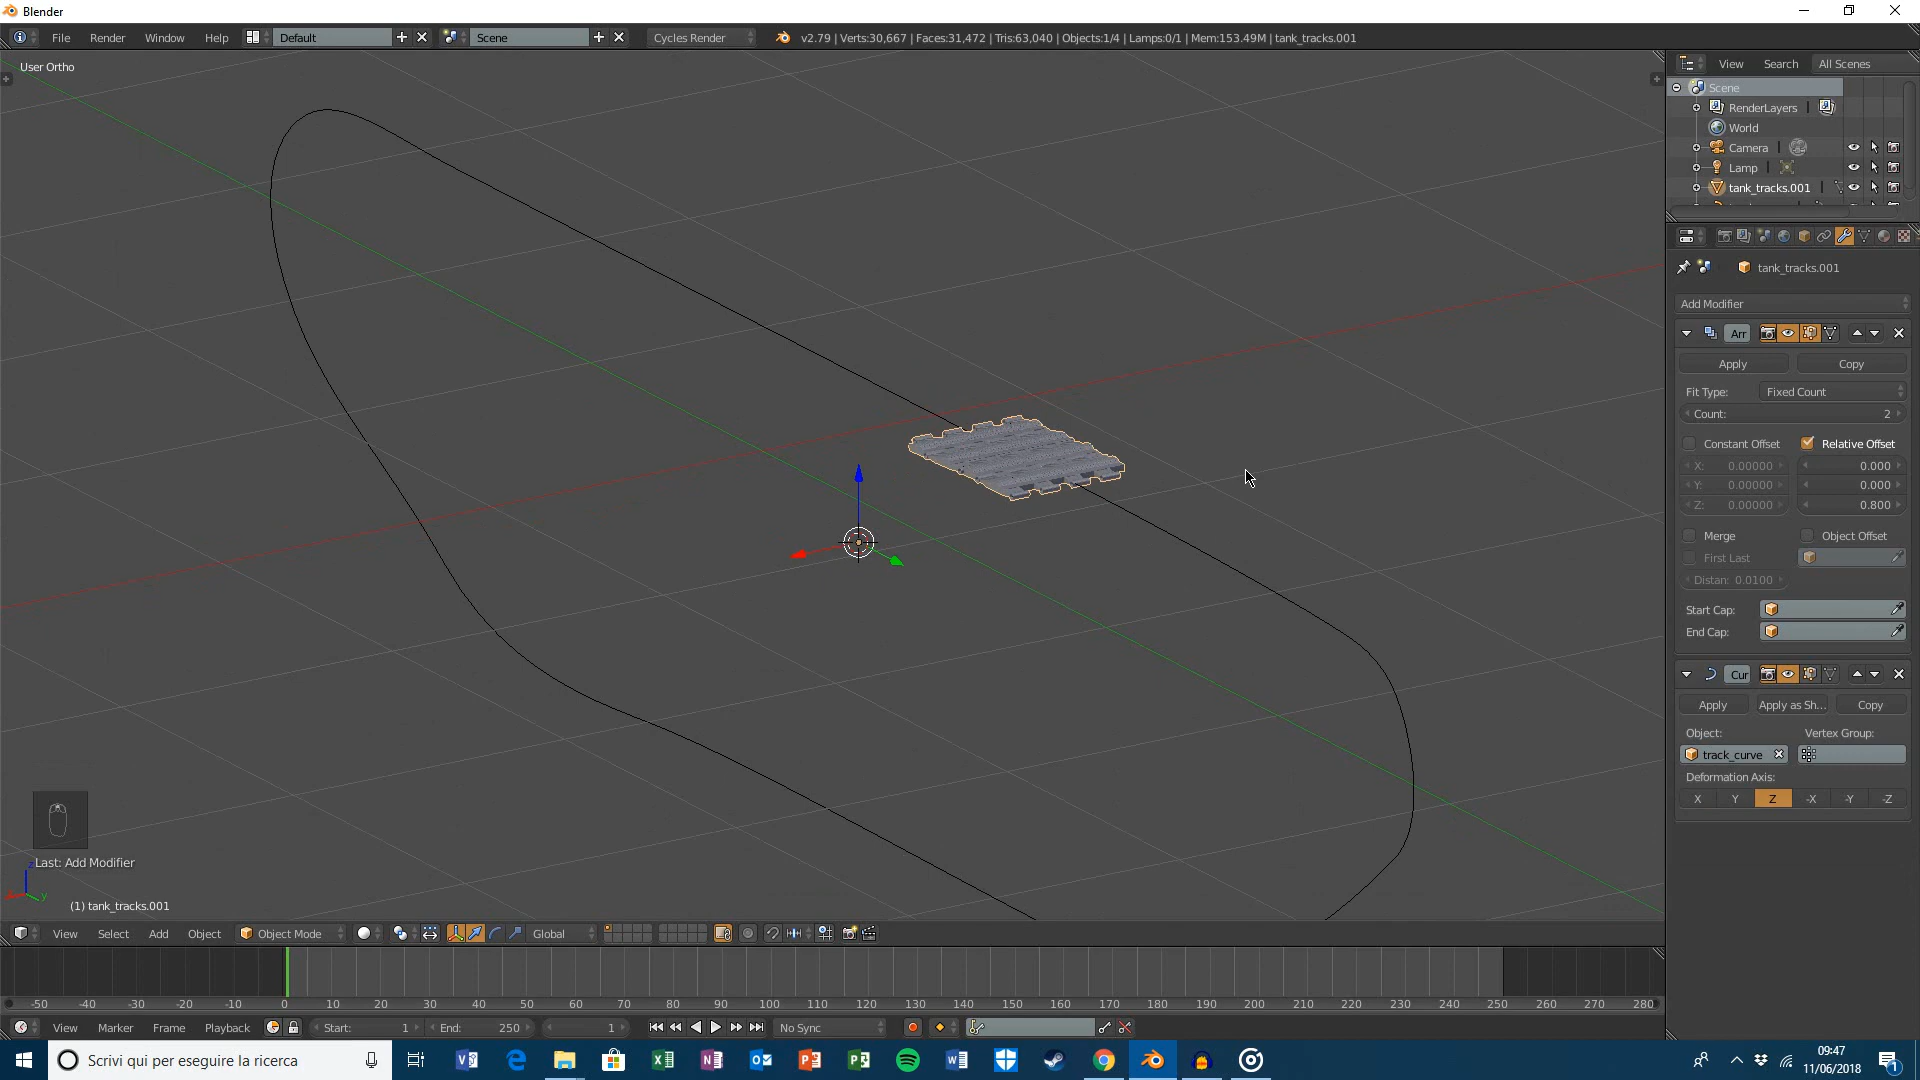 Blender
File Render Window Help Default Scene Cycles Render v2.79 | Verts:30,667 | Faces:31,472 | Tris:63,040 | Objects:1/4 | Lamps:0/1 | Mem:153.49M | tank_tracks.001
User Ortho
View Search All Scenes
Scene
RenderLayers
World
Camera
Lamp
tank_tracks.001
tank_tracks.001
Add Modifier
Arr
Apply Copy
Fit Type: Fixed Count
Count: 2
Constant Offset Relative Offset
X: 0.00000 0.000
Y: 0.00000 0.000
Z: 0.00000 0.800
Merge Object Offset
First Last
Distan: 0.0100
Start Cap:
End Cap:
Cur
Apply Apply as Sh... Copy
Object: Vertex Group:
track_curve
Deformation Axis:
X Y Z -X -Y -Z
Last: Add Modifier
(1) tank_tracks.001
View Select Add Object Object Mode Global
-50 -40 -30 -20 -10 0 10 20 30 40 50 60 70 80 90 100 110 120 130 140 150 160 170 180 190 200 210 220 230 240 250 260 270 280
View Marker Frame Playback Start: 1 End: 250 1 No Sync
Scrivi qui per eseguire la ricerca
09:47
11/06/2018